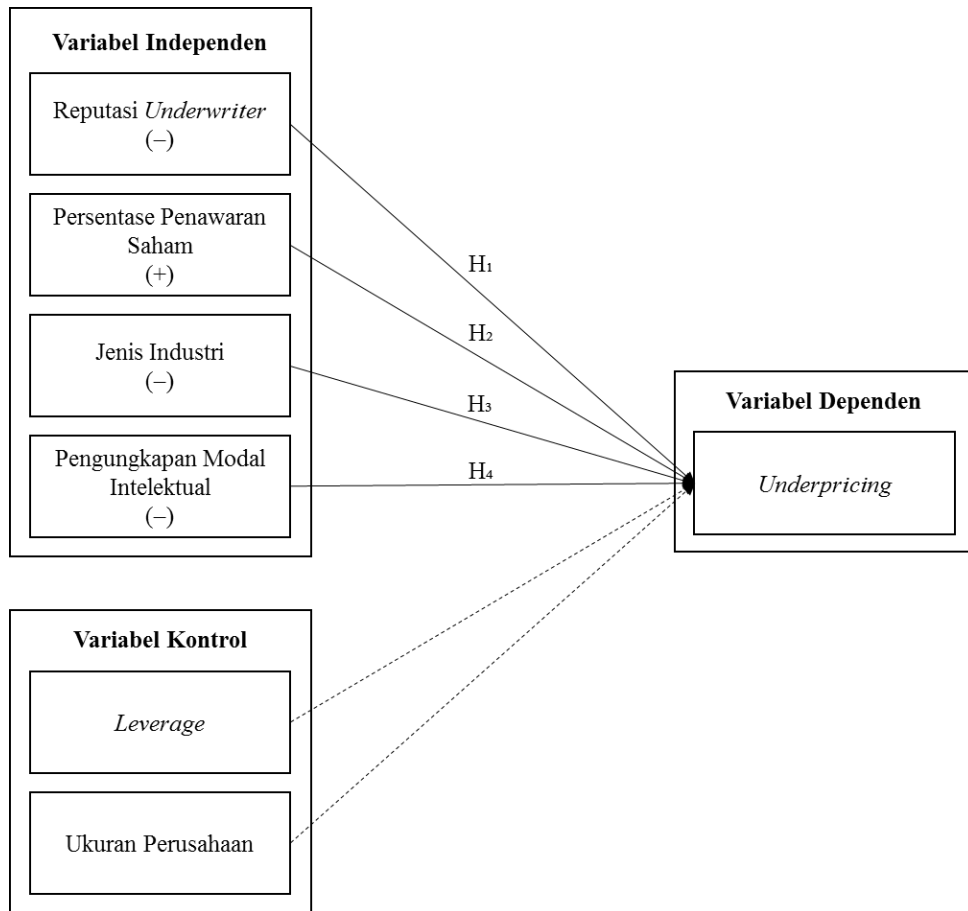 Variabel Independen
Reputasi Underwriter
(–)
Persentase Penawaran
Saham
(+)
Jenis Industri
(–)
Pengungkapan Modal
Intelektual
(–)
H₁
H₂
H₃
H₄
Variabel Dependen
Underpricing
Variabel Kontrol
Leverage
Ukuran Perusahaan